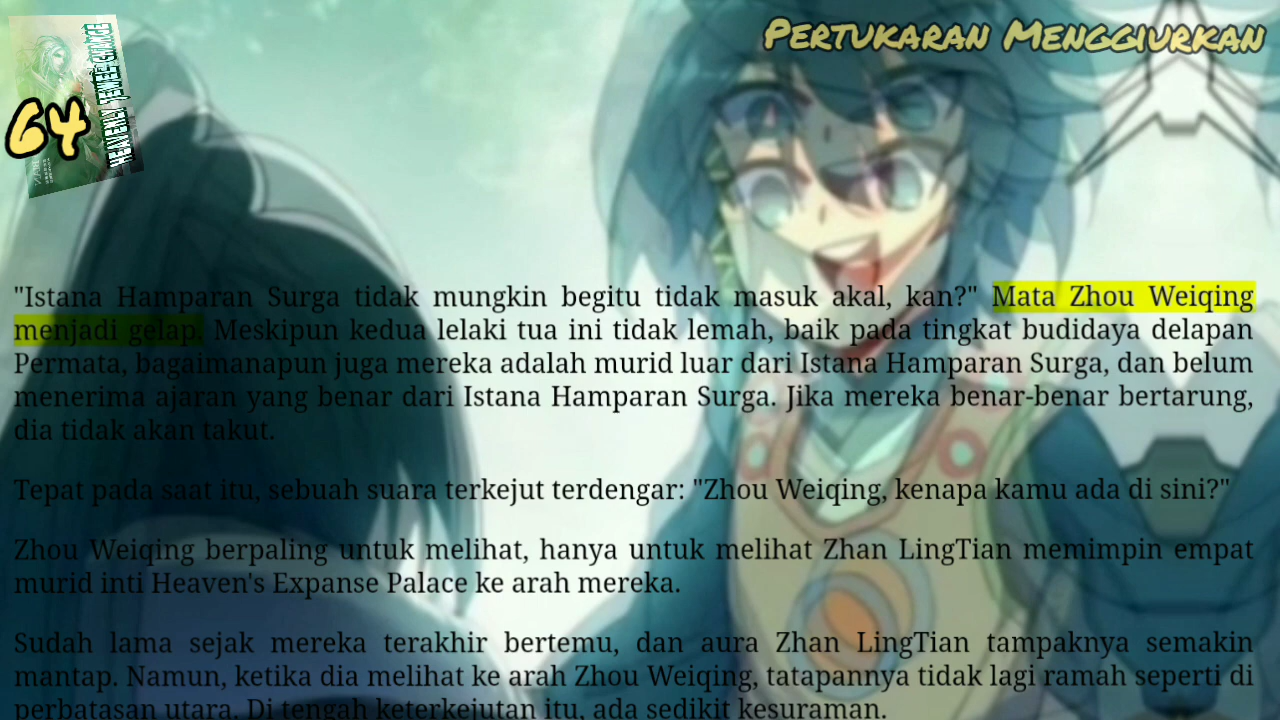 Pertukaran Menggiurkan
HEAVENLY JEWEL CHANGE
64
"Istana Hamparan Surga tidak mungkin begitu tidak masuk akal, kan?" Mata Zhou Weiqing
menjadi gelap. Meskipun kedua lelaki tua ini tidak lemah, baik pada tingkat budidaya delapan
Permata, bagaimanapun juga mereka adalah murid luar dari Istana Hamparan Surga, dan belum
menerima ajaran yang benar dari Istana Hamparan Surga. Jika mereka benar-benar bertarung,
dia tidak akan takut.
Tepat pada saat itu, sebuah suara terkejut terdengar: "Zhou Weiqing, kenapa kamu ada di sini?"
Zhou Weiqing berpaling untuk melihat, hanya untuk melihat Zhan LingTian memimpin empat
murid inti Heaven's Expanse Palace ke arah mereka.
Sudah lama sejak mereka terakhir bertemu, dan aura Zhan LingTian tampaknya semakin
mantap. Namun, ketika dia melihat ke arah Zhou Weiqing, tatapannya tidak lagi ramah seperti di
perbatasan utara. Di tengah keterkejutan itu, ada sedikit kesuraman.